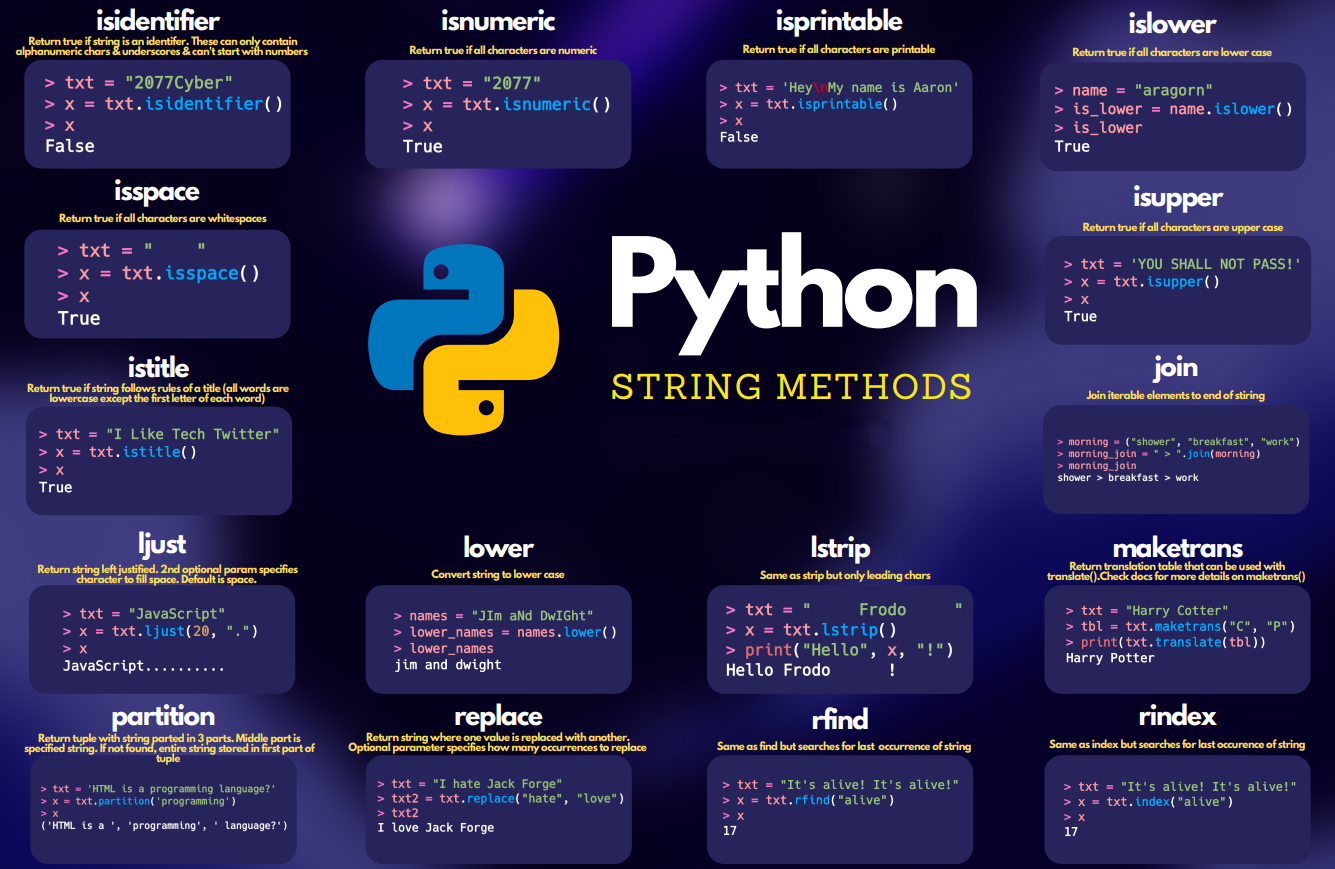 isidentifier
Return true if string is an identifer. These can only contain
alphanumeric chars & underscores & can't start with numbers
> txt = "2077Cyber"
> x = txt.isidentifier()
> x
False
isnumeric
Return true if all characters are numeric
> txt = "2077"
> x = txt.isnumeric()
> x
True
isprintable
Return true if all characters are printable
> txt = 'Hey\nMy name is Aaron'
> x = txt.isprintable()
> x
False
islower
Return true if all characters are lower case
> name = "aragorn"
> is_lower = name.islower()
> is_lower
True
isspace
Return true if all characters are whitespaces
> txt = "    "
> x = txt.isspace()
> x
True
Python
STRING METHODS
isupper
Return true if all characters are upper case
> txt = 'YOU SHALL NOT PASS!'
> x = txt.isupper()
> x
True
istitle
Return true if string follows rules of a title (all words are
lowercase except the first letter of each word)
> txt = "I Like Tech Twitter"
> x = txt.istitle()
> x
True
join
Join iterable elements to end of stiring
> morning = ("shower", "breakfast", "work")
> morning_join = " > ".join(morning)
> morning_join
shower > breakfast > work
ljust
Return string left justified. 2nd optional param specifies
character to fill space. Default is space.
> txt = "JavaScript"
> x = txt.ljust(20, ".")
> x
JavaScript..........
lower
Convert string to lower case
> names = "JIm aNd DwIGht"
> lower_names = names.lower()
> lower_names
jim and dwight
lstrip
Same as strip but only leading chars
> txt = "     Frodo     "
> x = txt.lstrip()
> print("Hello", x, "!")
Hello Frodo      !
maketrans
Return translation table that can be used with
translate().Check docs for more details on maketrans()
> txt = "Harry Cotter"
> tbl = txt.maketrans("C", "P")
> print(txt.translate(tbl))
Harry Potter
partition
Return tuple with string parted in 3 parts. Middle part is
specified string. If not found, entire string stored in first part of
tuple
> txt = 'HTML is a programming language?'
> x = txt.partition('programming')
> x
('HTML is a ', 'programming', ' language?')
replace
Return string where one value is replaced with another.
Optional parameter specifies how many occurrences to replace
> txt = "I hate Jack Forge"
> txt2 = txt.replace("hate", "love")
> txt2
I love Jack Forge
rfind
Same as find but searches for last occurrence of string
> txt = "It's alive! It's alive!"
> x = txt.rfind("alive")
> x
17
rindex
Same as index but searches for last occurence of string
> txt = "It's alive! It's alive!"
> x = txt.index("alive")
> x
17